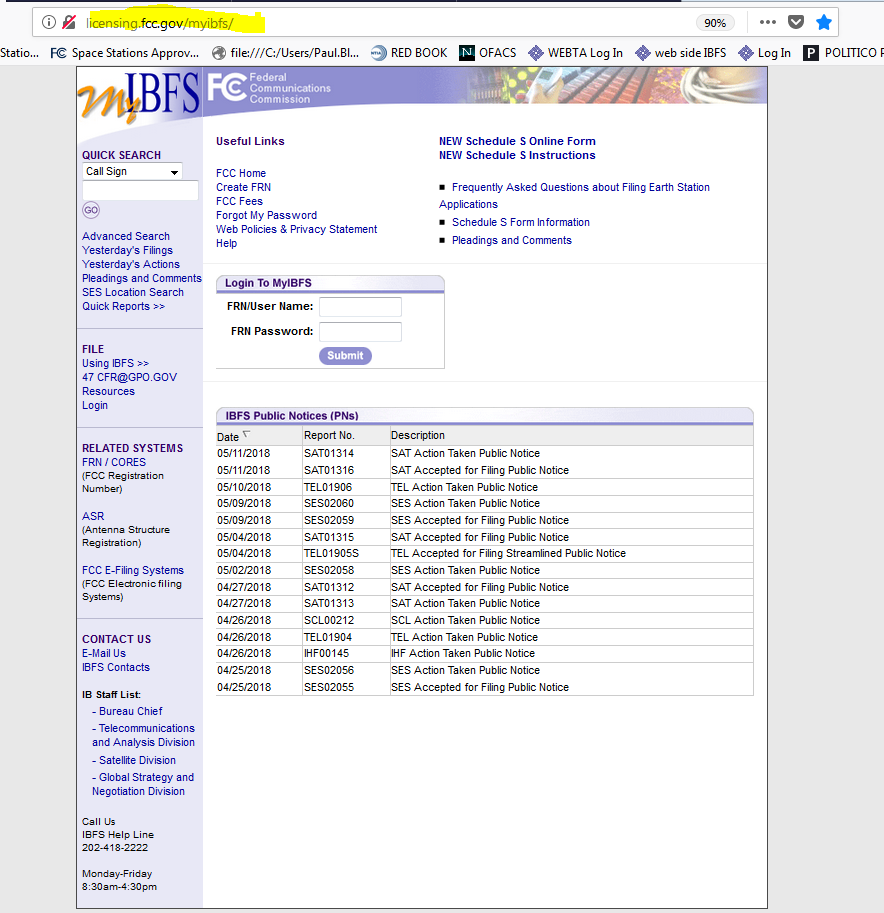 licensing.fcc.gov/myibfs/
90%
Statio...
FC Space Stations Approv...
file:///C:/Users/Paul.Bl...
RED BOOK
N OFACS
WEBTA Log In
web side IBFS
Log In
P POLITICO P
My IBFS
FCC Federal
Communications
Commission
QUICK SEARCH
Call Sign
GO
Advanced Search
Yesterday's Filings
Yesterday's Actions
Pleadings and Comments
SES Location Search
Quick Reports >>
FILE
Using IBFS >>
47 CFR@GPO.GOV
Resources
Login
RELATED SYSTEMS
FRN / CORES
(FCC Registration
Number)
ASR
(Antenna Structure
Registration)
FCC E-Filing Systems
(FCC Electronic filing
Systems)
CONTACT US
E-Mail Us
IBFS Contacts
IB Staff List:
- Bureau Chief
- Telecommunications
and Analysis Division
- Satellite Division
- Global Strategy and
Negotiation Division
Call Us
IBFS Help Line
202-418-2222
Monday-Friday
8:30am-4:30pm
Useful Links
FCC Home
Create FRN
FCC Fees
Forgot My Password
Web Policies & Privacy Statement
Help
NEW Schedule S Online Form
NEW Schedule S Instructions
Frequently Asked Questions about Filing Earth Station
Applications
Schedule S Form Information
Pleadings and Comments
Login To MyIBFS
FRN/User Name:
FRN Password:
Submit
IBFS Public Notices (PNs)
Date Report No. Description
05/11/2018 SAT01314 SAT Action Taken Public Notice
05/11/2018 SAT01316 SAT Accepted for Filing Public Notice
05/10/2018 TEL01906 TEL Action Taken Public Notice
05/09/2018 SES02060 SES Action Taken Public Notice
05/09/2018 SES02059 SES Accepted for Filing Public Notice
05/04/2018 SAT01315 SAT Action Taken Public Notice
05/04/2018 TEL01905S TEL Accepted for Filing Streamlined Public Notice
05/02/2018 SES02058 SES Action Taken Public Notice
04/27/2018 SAT01312 SAT Accepted for Filing Public Notice
04/27/2018 SAT01313 SAT Action Taken Public Notice
04/26/2018 SCL00212 SCL Action Taken Public Notice
04/26/2018 TEL01904 TEL Action Taken Public Notice
04/26/2018 IHF00145 IHF Action Taken Public Notice
04/25/2018 SES02056 SES Action Taken Public Notice
04/25/2018 SES02055 SES Accepted for Filing Public Notice